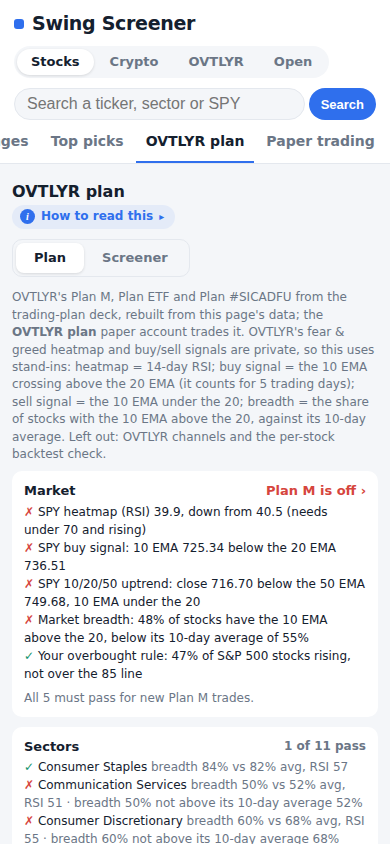 Swing Screener
Stocks Crypto OVTLYR Open
Search a ticker, sector or SPY Search
ges Top picks OVTLYR plan Paper trading
OVTLYR plan
i How to read this ▸
Plan Screener
OVTLYR's Plan M, Plan ETF and Plan #SICADFU from the
trading-plan deck, rebuilt from this page's data; the
OVTLYR plan paper account trades it. OVTLYR's fear &
greed heatmap and buy/sell signals are private, so this uses
stand-ins: heatmap = 14-day RSI; buy signal = the 10 EMA
crossing above the 20 EMA (it counts for 5 trading days);
sell signal = the 10 EMA under the 20; breadth = the share
of stocks with the 10 EMA above the 20, against its 10-day
average. Left out: OVTLYR channels and the per-stock
backtest check.
Market Plan M is off ›
✗ SPY heatmap (RSI) 39.9, down from 40.5 (needs
under 70 and rising)
✗ SPY buy signal: 10 EMA 725.34 below the 20 EMA
736.51
✗ SPY 10/20/50 uptrend: close 716.70 below the 50 EMA
749.68, 10 EMA under the 20
✗ Market breadth: 48% of stocks have the 10 EMA
above the 20, below its 10-day average of 55%
✓ Your overbought rule: 47% of S&P 500 stocks rising,
not over the 85 line
All 5 must pass for new Plan M trades.
Sectors 1 of 11 pass
✓ Consumer Staples breadth 84% vs 82% avg, RSI 57
✗ Communication Services breadth 50% vs 52% avg,
RSI 51 · breadth 50% not above its 10-day average 52%
✗ Consumer Discretionary breadth 60% vs 68% avg, RSI
55 · breadth 60% not above its 10-day average 68%